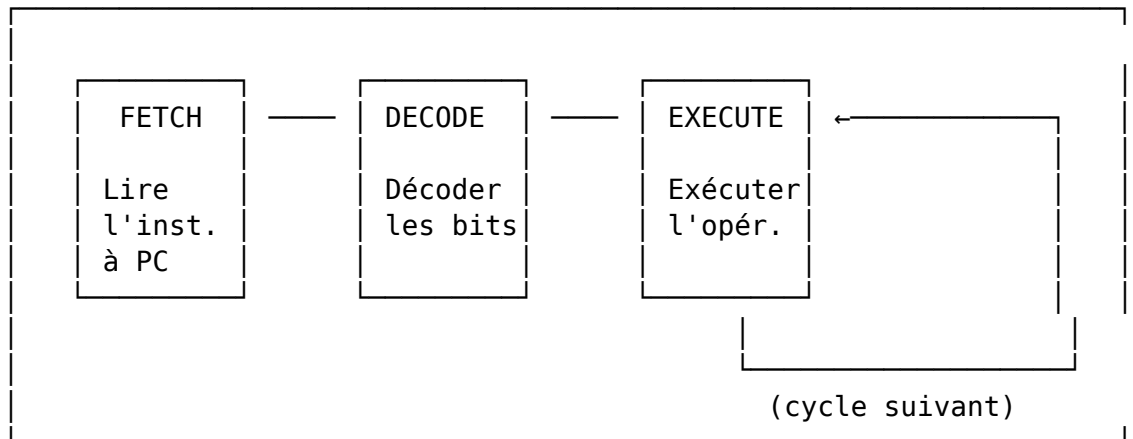 FETCH DECODE EXECUTE ←
Lire Décoder Exécuter
l'inst. les bits l'opér.
à PC
(cycle suivant)